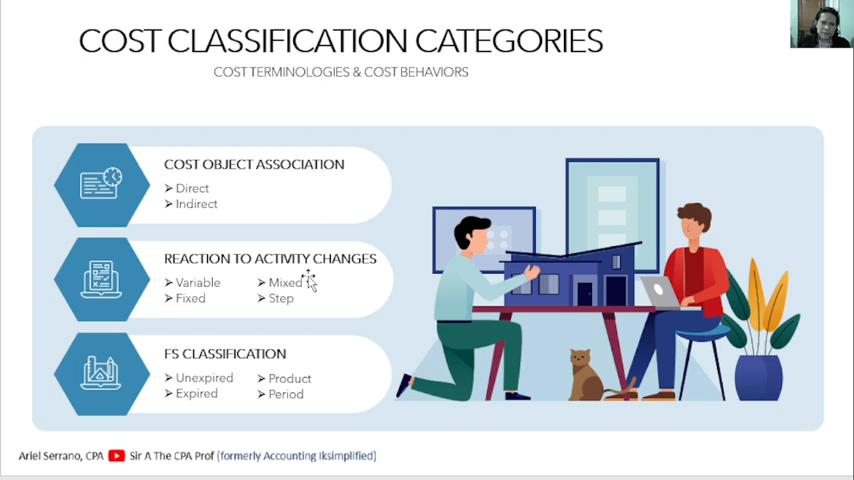 COST CLASSIFICATION CATEGORIES
COST TERMINOLOGIES & COST BEHAVIORS
COST OBJECT ASSOCIATION
➢ Direct
➢ Indirect
REACTION TO ACTIVITY CHANGES
➢ Variable ➢ Mixed
➢ Fixed ➢ Step
FS CLASSIFICATION
➢ Unexpired ➢ Product
➢ Expired ➢ Period
Ariel Serrano, CPA Sir A The CPA Prof (formerly Accounting Iksimplified)